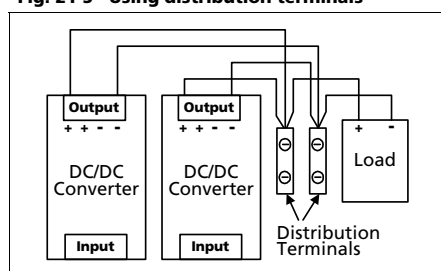 Fig. 21-5 Using distribution terminals
Output
+ + - -
DC/DC
Converter
Input
Output
+ + - -
DC/DC
Converter
Input
+ -
Load
Distribution
Terminals